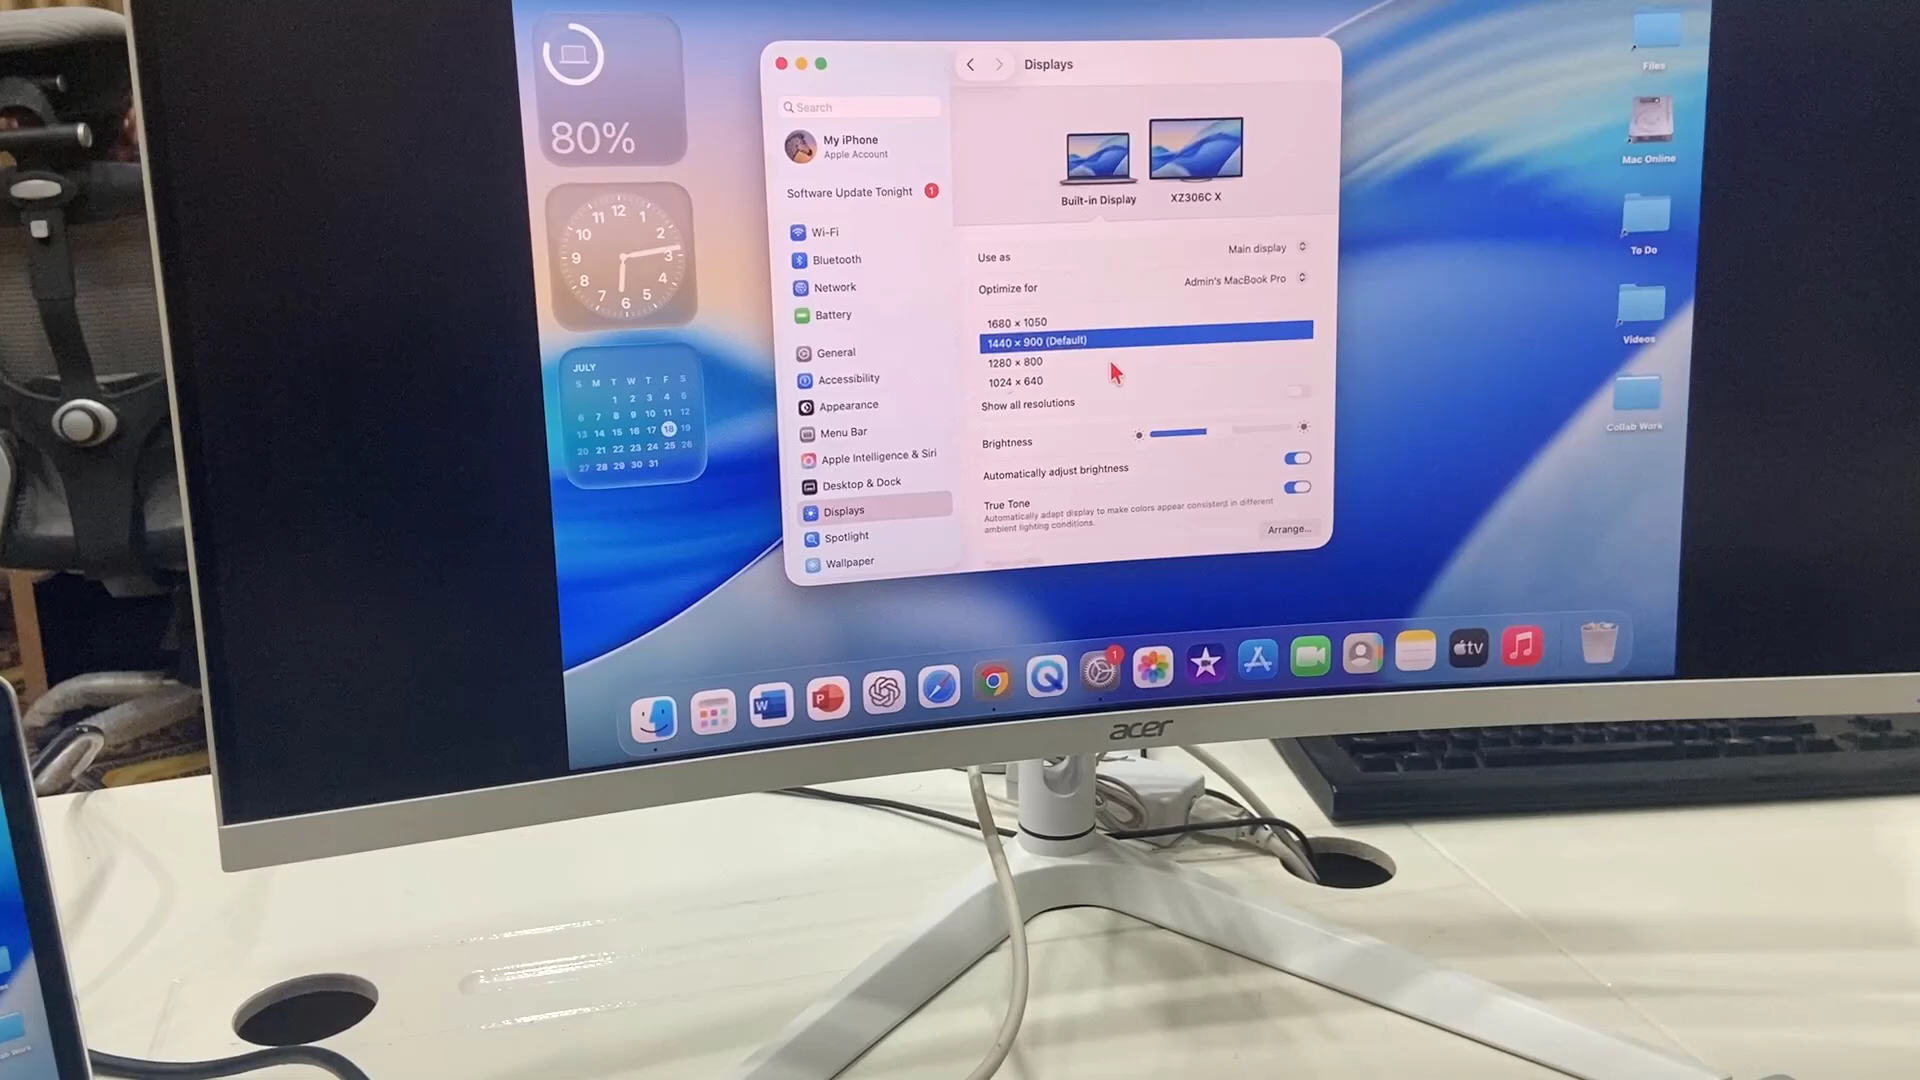 80%
12
11
1
10
2
9
3
8
4
7
5
6
JULY
S M T W T F S
1 2 3 4 5
6 7 8 9 10 11 12
13 14 15 16 17 18 19
20 21 22 23 24 25 26
27 28 29 30 31
Search
My iPhone
Apple Account
Software Update Tonight 1
Wi-Fi
Bluetooth
Network
Battery
General
Accessibility
Appearance
Menu Bar
Apple Intelligence & Siri
Desktop & Dock
Displays
Spotlight
Wallpaper
Displays
Built-in Display
XZ306C X
Use as
Main display
Optimize for
Admin's MacBook Pro
1680 × 1050
1440 × 900 (Default)
1280 × 800
1024 × 640
Show all resolutions
Brightness
Automatically adjust brightness
True Tone
Automatically adapt display to make colors appear consistent in different
ambient lighting conditions.
Arrange...
Files
Mac Online
To Do
Videos
Collab Work
W
P
1
tv
acer